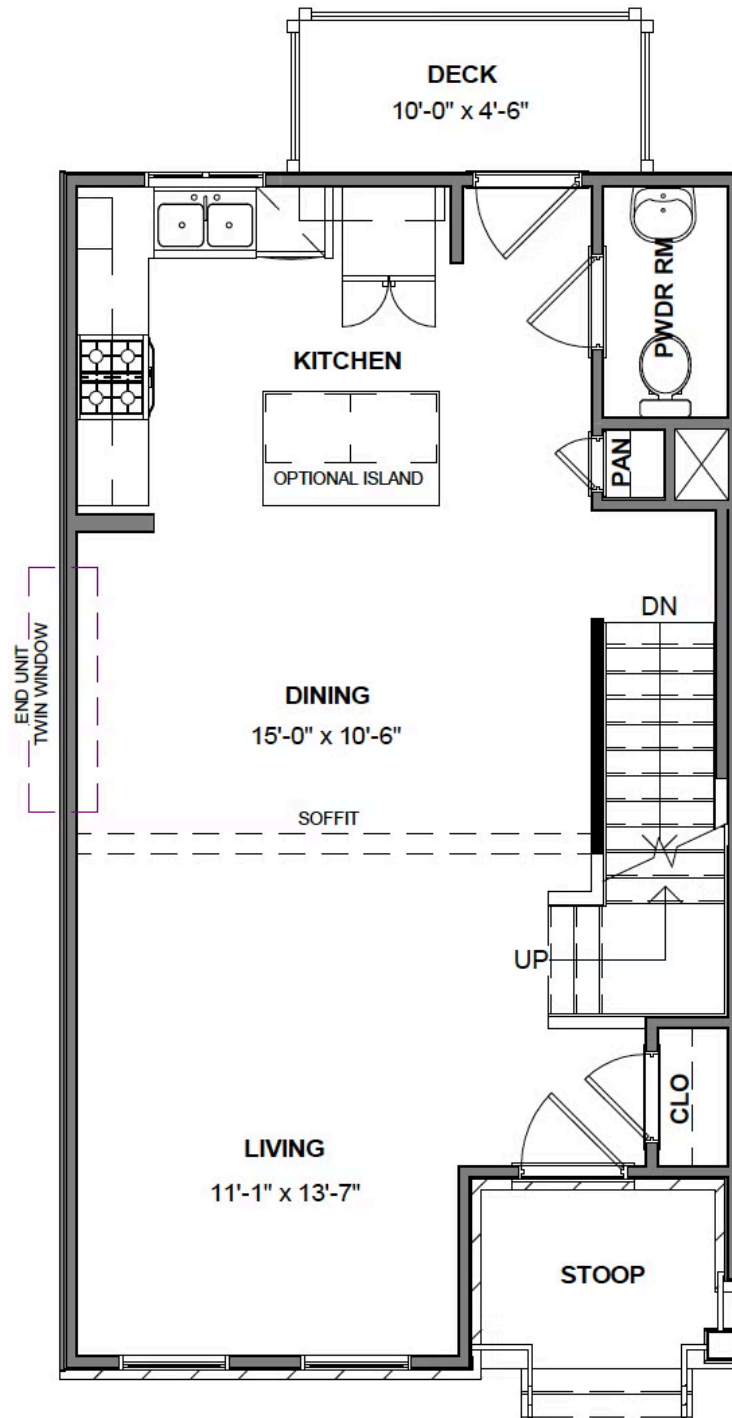 DECK
10'-0" x 4'-6"
PWDR RM
KITCHEN
PAN
OPTIONAL ISLAND
END UNIT
TWIN WINDOW
DN
DINING
15'-0" x 10'-6"
SOFFIT
UP
CLO
LIVING
11'-1" x 13'-7"
STOOP